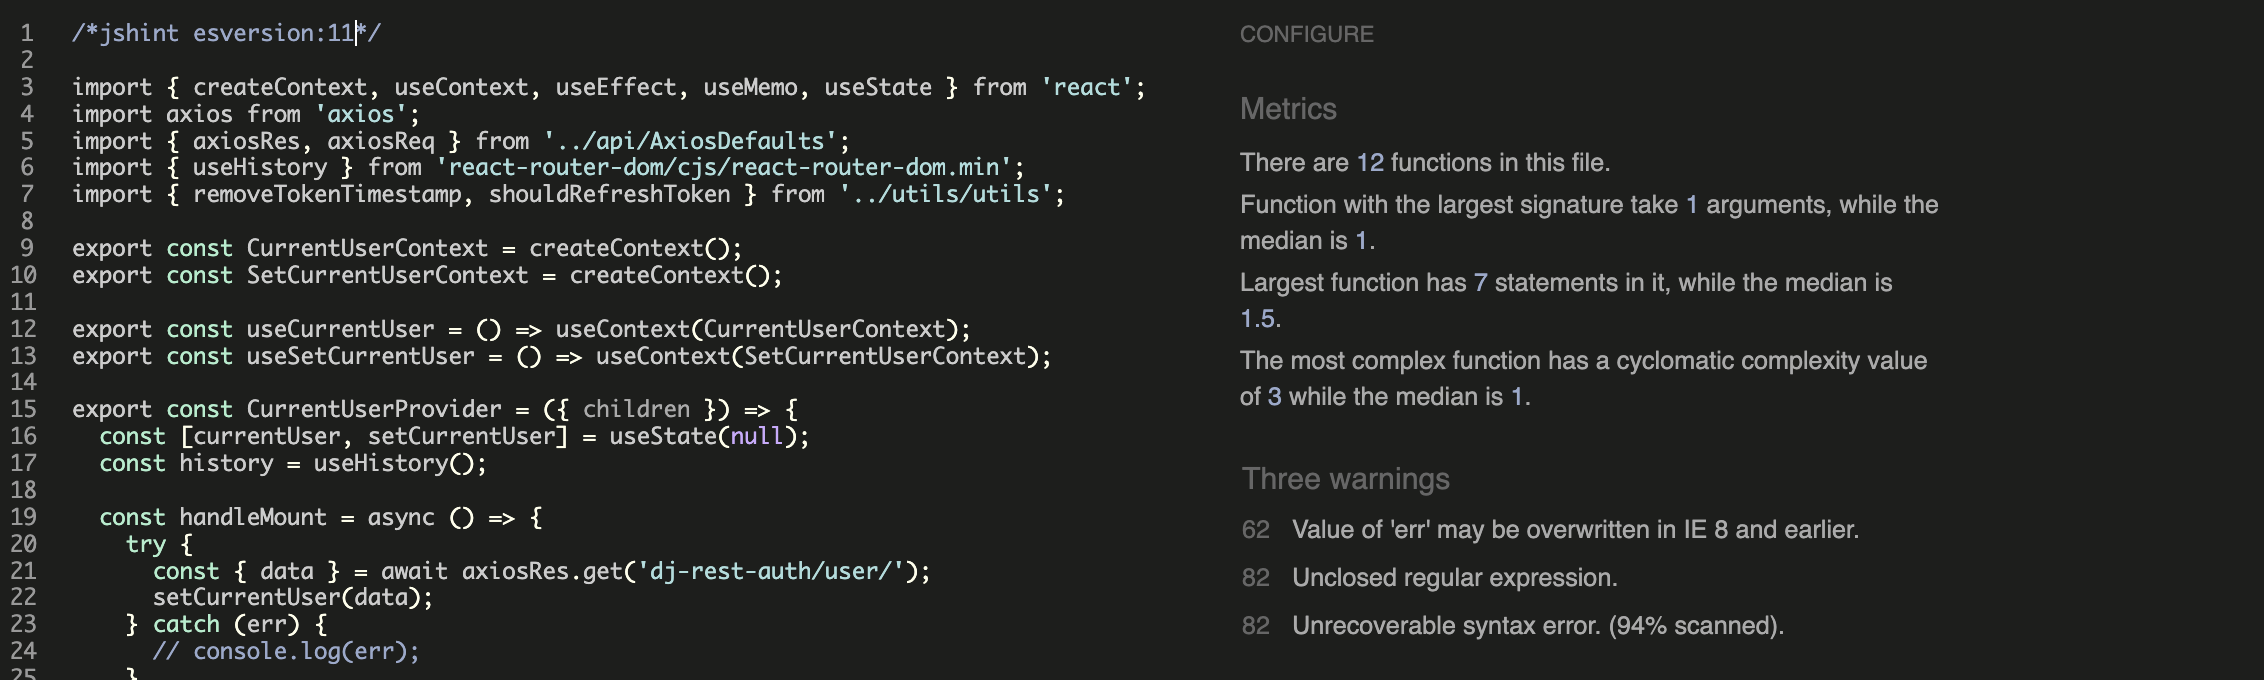 1 /*jshint esversion:11*/
2
3 import { createContext, useContext, useEffect, useMemo, useState } from 'react';
4 import axios from 'axios';
5 import { axiosRes, axiosReq } from '../api/AxiosDefaults';
6 import { useHistory } from 'react-router-dom/cjs/react-router-dom.min';
7 import { removeTokenTimestamp, shouldRefreshToken } from '../utils/utils';
8
9 export const CurrentUserContext = createContext();
10 export const SetCurrentUserContext = createContext();
11
12 export const useCurrentUser = () => useContext(CurrentUserContext);
13 export const useSetCurrentUser = () => useContext(SetCurrentUserContext);
14
15 export const CurrentUserProvider = ({ children }) => {
16 const [currentUser, setCurrentUser] = useState(null);
17 const history = useHistory();
18
19 const handleMount = async () => {
20 try {
21 const { data } = await axiosRes.get('dj-rest-auth/user/');
22 setCurrentUser(data);
23 } catch (err) {
24 // console.log(err);
25 }
CONFIGURE
Metrics
There are 12 functions in this file.
Function with the largest signature take 1 arguments, while the
median is 1.
Largest function has 7 statements in it, while the median is
1.5.
The most complex function has a cyclomatic complexity value
of 3 while the median is 1.
Three warnings
62 Value of 'err' may be overwritten in IE 8 and earlier.
82 Unclosed regular expression.
82 Unrecoverable syntax error. (94% scanned).